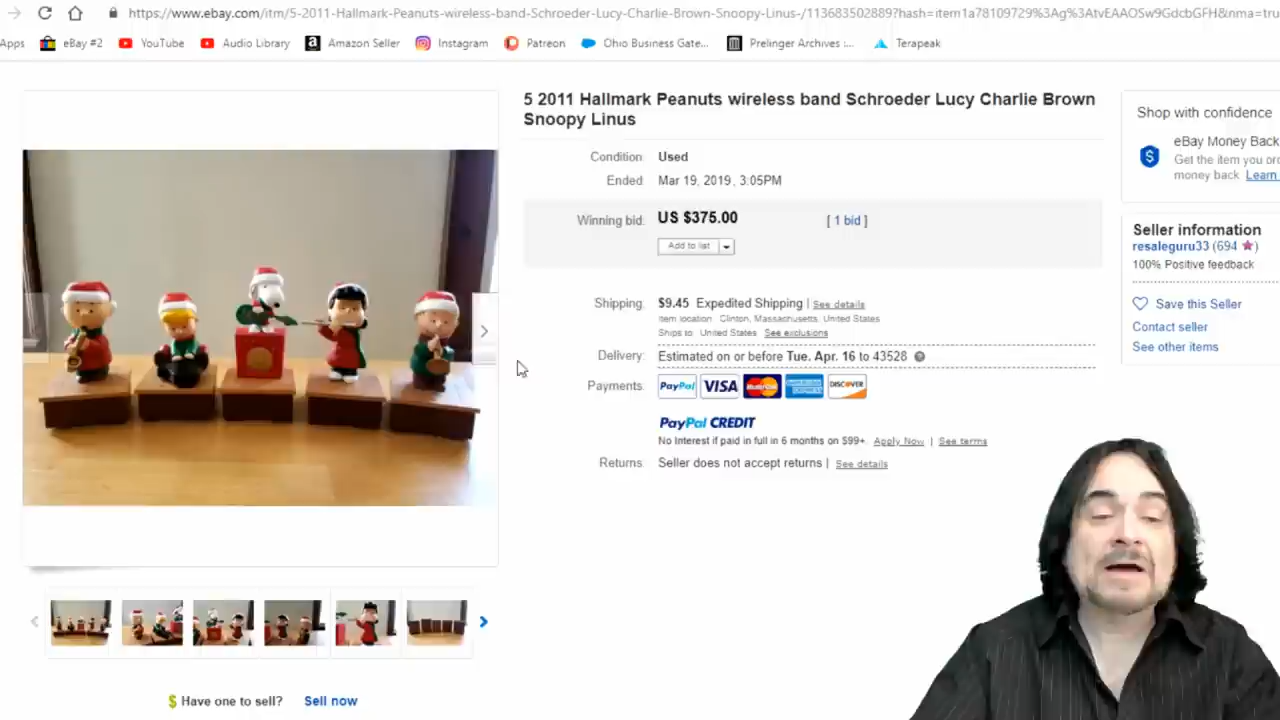 https://www.ebay.com/itm/5-2011-Hallmark-Peanuts-wireless-band-Schroeder-Lucy-Charlie-Brown-Snoopy-Linus-/113683502889?hash=item1a78109729%3Ag%3AtvEAAOSw9GdcbGFH&nma=tru
Apps eBay #2 YouTube Audio Library Amazon Seller Instagram Patreon Ohio Business Gate... Prelinger Archives :... Terapeak
5 2011 Hallmark Peanuts wireless band Schroeder Lucy Charlie Brown
Snoopy Linus
Condition: Used
Ended: Mar 19, 2019 , 3:05PM
Winning bid: US $375.00 [ 1 bid ]
Add to list
Shipping: $9.45 Expedited Shipping | See details
Item location: Clinton, Massachusetts, United States
Ships to: United States See exclusions
Delivery: Estimated on or before Tue. Apr. 16 to 43528
Payments: PayPal VISA MasterCard AMERICAN EXPRESS DISCOVER
PayPal CREDIT
No Interest if paid in full in 6 months on $99+. Apply Now | See terms
Returns: Seller does not accept returns | See details
Shop with confidence
eBay Money Back
Get the item you or
money back. Learn
Seller information
resaleguru33 (694 )
100% Positive feedback
Save this Seller
Contact seller
See other items
$ Have one to sell? Sell now